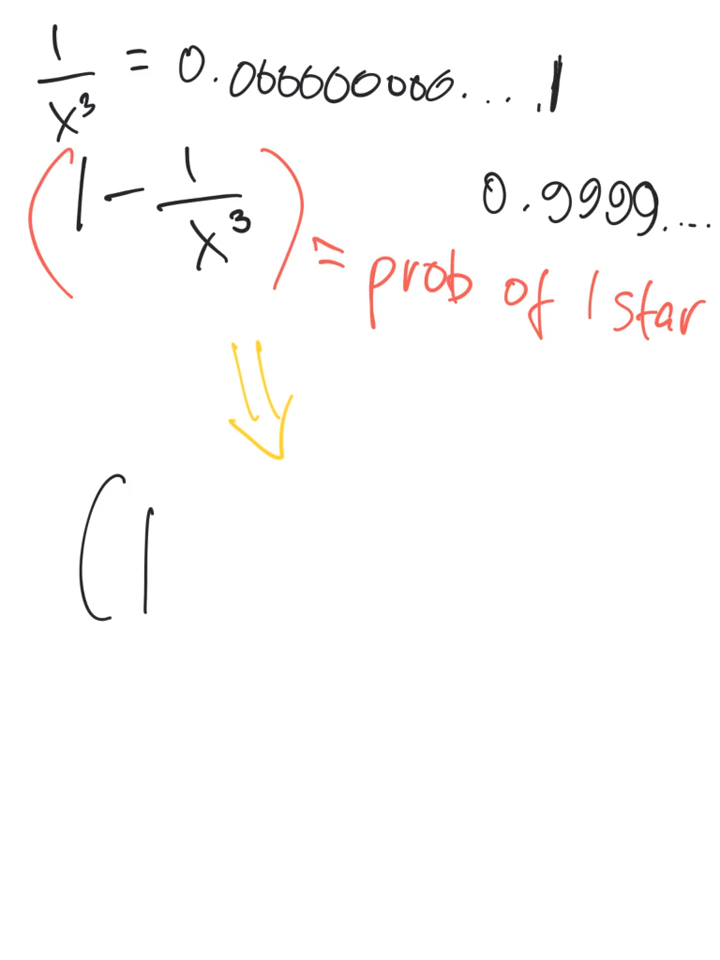 1/x³ = 0.000000000....1
(1 - 1/x³) = prob of 1 star
0.9999....
(1